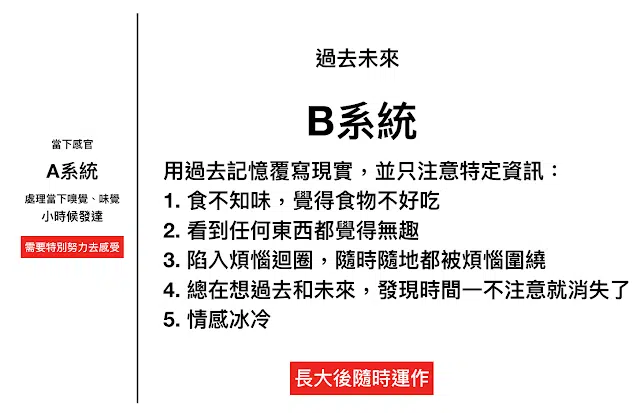 當下感官
A系統
處理當下嗅覺、味覺
小時候發達
需要特別努力去感受
過去未來
B系統
用過去記憶覆寫現實，並只注意特定資訊：
1. 食不知味，覺得食物不好吃
2. 看到任何東西都覺得無趣
3. 陷入煩惱迴圈，隨時隨地都被煩惱圍繞
4. 總在想過去和未來，發現時間一不注意就消失了
5. 情感冰冷
長大後隨時運作